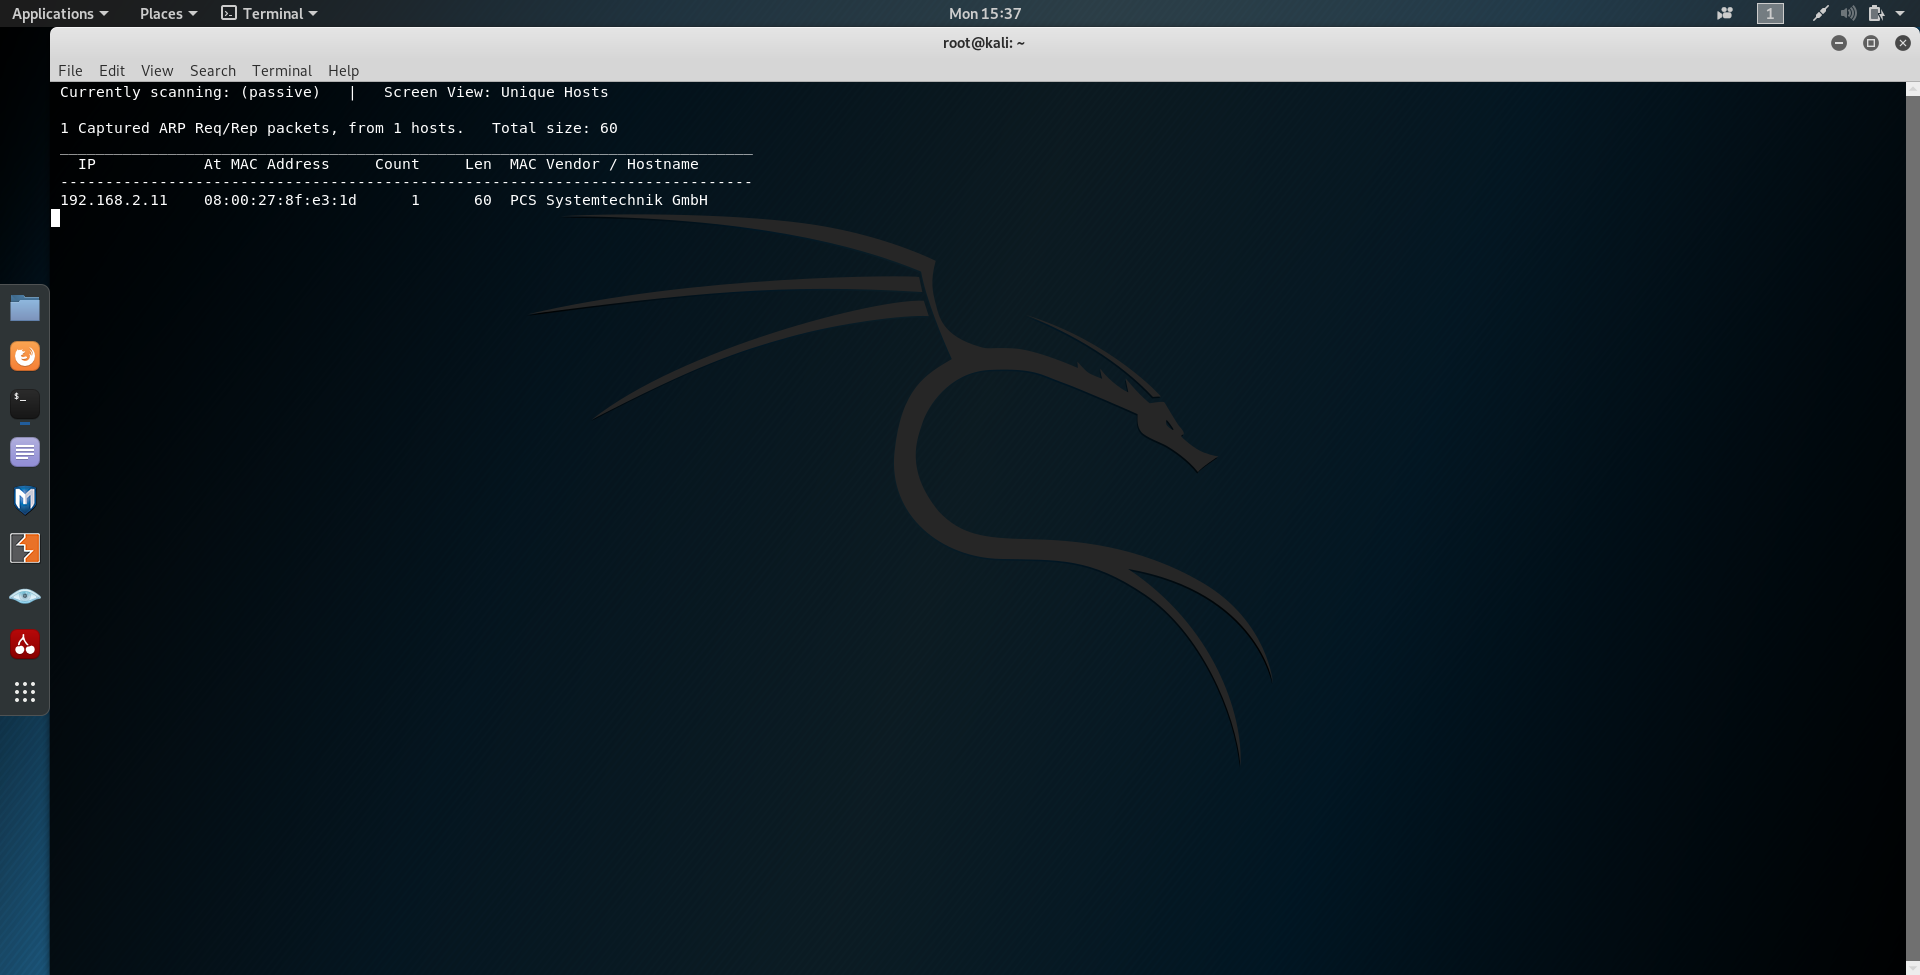 Applications Places Terminal Mon 15:37 1
root@kali: ~
File Edit View Search Terminal Help
Currently scanning: (passive)   |   Screen View: Unique Hosts
1 Captured ARP Req/Rep packets, from 1 hosts.   Total size: 60
_____________________________________________________________________________
IP            At MAC Address     Count     Len  MAC Vendor / Hostname
-----------------------------------------------------------------------------
192.168.2.11    08:00:27:8f:e3:1d      1      60  PCS Systemtechnik GmbH
$_